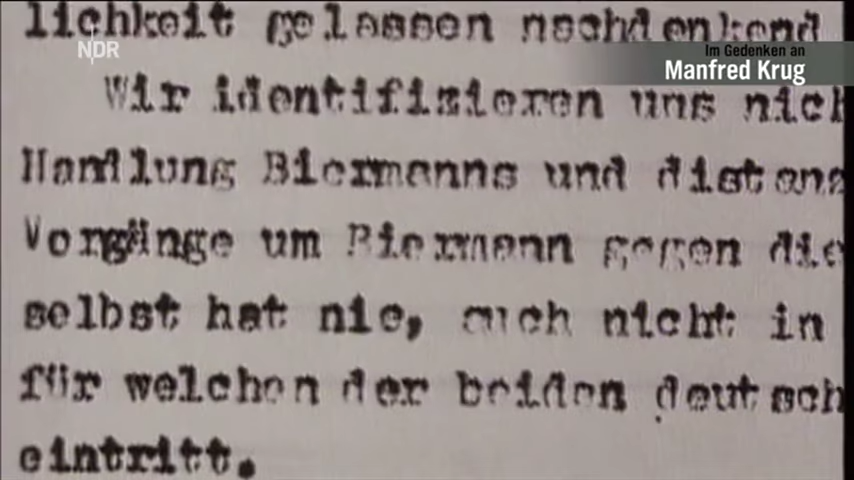 lichkeit gelassen nachdenkend
NDR
Im Gedenken an
Manfred Krug
Wir identifizieren uns nich
Handlung Biermanns und distanz
Vorgänge um Biermann gegen die
selbst hat nie, auch nicht in
für welchen der beiden deutsch
eintritt.